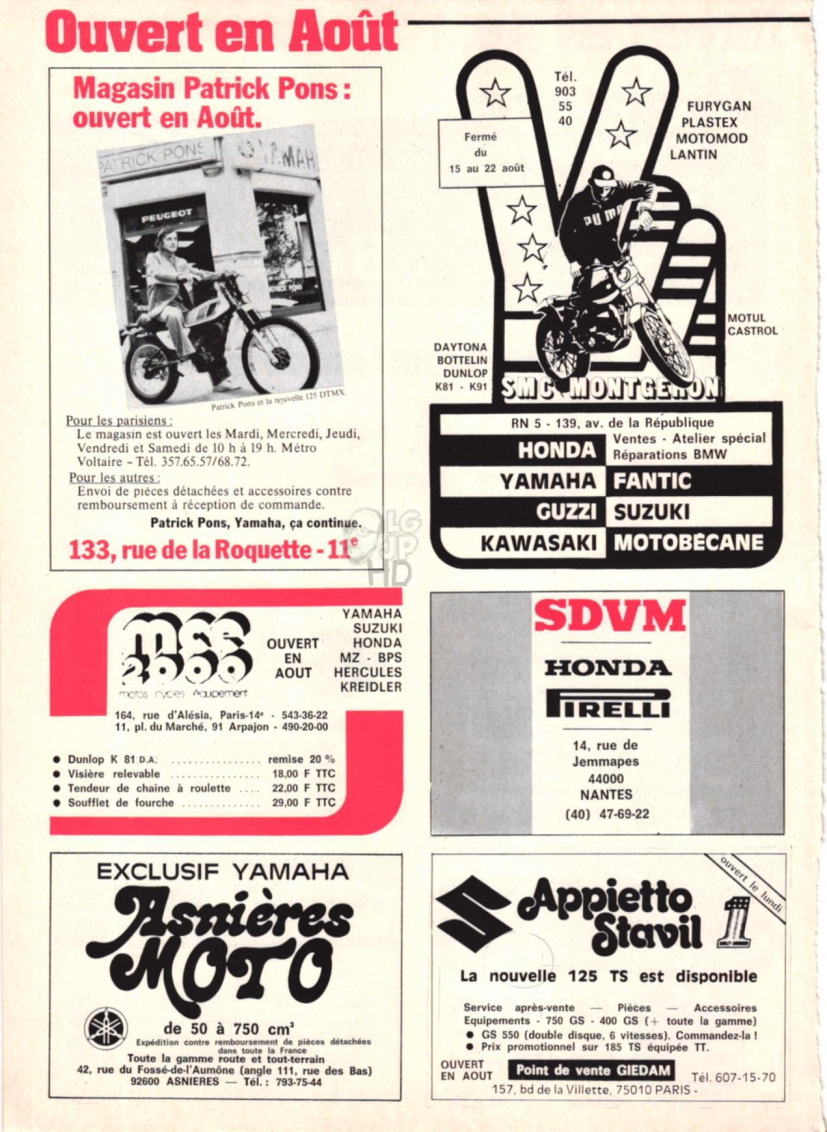 Ouvert en Août
Magasin Patrick Pons :
ouvert en Août.
PATRICK PONS
PEUGEOT
Patrick Pons et la nouvelle 125 DTMX.
Pour les parisiens :
Le magasin est ouvert les Mardi, Mercredi, Jeudi,
Vendredi et Samedi de 10 h à 19 h. Métro
Voltaire – Tél. 357.65.57/68.72.
Pour les autres :
Envoi de pièces détachées et accessoires contre
remboursement à réception de commande.
Patrick Pons, Yamaha, ça continue.
133, rue de la Roquette - 11e
Tél.
903
55
40
Fermé
du
15 au 22 août
FURYGAN
PLASTEX
MOTOMOD
LANTIN
PUMA
MOTUL
CASTROL
DAYTONA
BOTTELIN
DUNLOP
K81 - K91
SMC MONTGERON
RN 5 - 139, av. de la République
HONDA Ventes - Atelier spécial
Réparations BMW
YAMAHA FANTIC
GUZZI SUZUKI
KAWASAKI MOTOBÉCANE
LG
UP
HD
mce
2000
motos cycles équipement
OUVERT
EN
AOUT
YAMAHA
SUZUKI
HONDA
MZ - BPS
HERCULES
KREIDLER
164, rue d'Alésia, Paris-14e - 543-36-22
11, pl. du Marché, 91 Arpajon - 490-20-00
● Dunlop K 81 D.A. ................ remise 20 %
● Visière relevable ................ 18,00 F TTC
● Tendeur de chaine à roulette .... 22,00 F TTC
● Soufflet de fourche .............. 29,00 F TTC
SDVM
HONDA
PIRELLI
14, rue de
Jemmapes
44000
NANTES
(40) 47-69-22
EXCLUSIF YAMAHA
Asnières
MOTO
de 50 à 750 cm³
Expédition contre remboursement de pièces détachées
dans toute la France
Toute la gamme route et tout-terrain
42, rue du Fossé-de-l'Aumône (angle 111, rue des Bas)
92600 ASNIERES — Tél. : 793-75-44
ouvert le lundi
Appietto
Stavil 1
La nouvelle 125 TS est disponible
Service après-vente — Pièces — Accessoires
Equipements - 750 GS - 400 GS (+ toute la gamme)
● GS 550 (double disque, 6 vitesses). Commandez-la !
● Prix promotionnel sur 185 TS équipée TT.
OUVERT
EN AOUT
Point de vente GIEDAM
Tél. 607-15-70
157, bd de la Villette, 75010 PARIS -